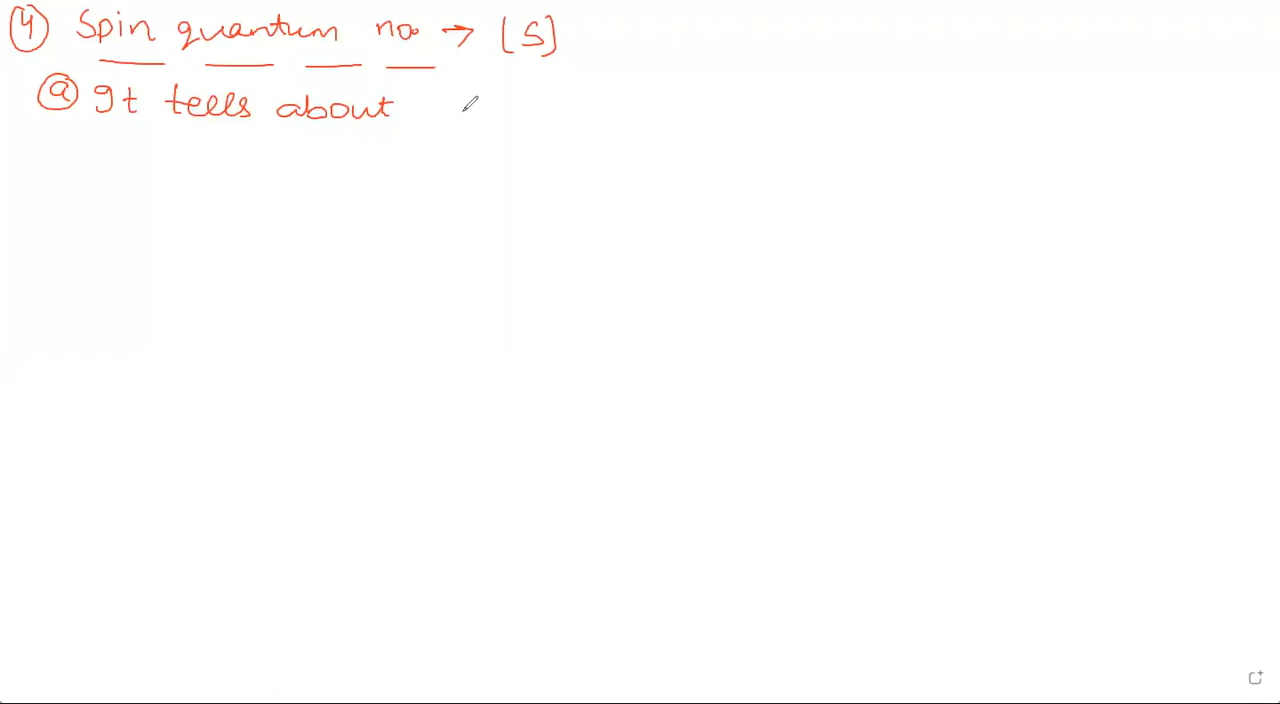 ④ Spin quantum no. → [S]
ⓐ It tells about